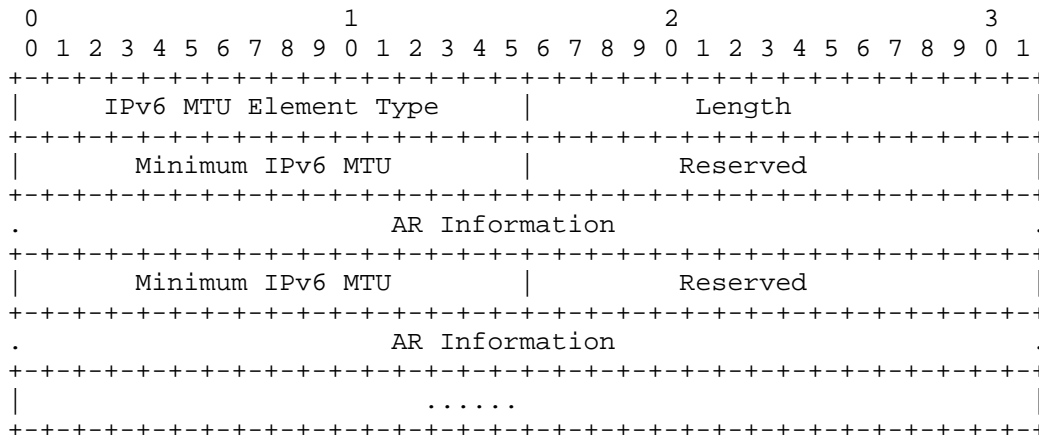 0                   1                   2                   3
 0 1 2 3 4 5 6 7 8 9 0 1 2 3 4 5 6 7 8 9 0 1 2 3 4 5 6 7 8 9 0 1
+-+-+-+-+-+-+-+-+-+-+-+-+-+-+-+-+-+-+-+-+-+-+-+-+-+-+-+-+-+-+-+-+
|     IPv6 MTU Element Type     |          Length               |
+-+-+-+-+-+-+-+-+-+-+-+-+-+-+-+-+-+-+-+-+-+-+-+-+-+-+-+-+-+-+-+-+
|       Minimum IPv6 MTU        |         Reserved              |
+-+-+-+-+-+-+-+-+-+-+-+-+-+-+-+-+-+-+-+-+-+-+-+-+-+-+-+-+-+-+-+-+
.                       AR Information                          .
+-+-+-+-+-+-+-+-+-+-+-+-+-+-+-+-+-+-+-+-+-+-+-+-+-+-+-+-+-+-+-+-+
|       Minimum IPv6 MTU        |         Reserved              |
+-+-+-+-+-+-+-+-+-+-+-+-+-+-+-+-+-+-+-+-+-+-+-+-+-+-+-+-+-+-+-+-+
.                       AR Information                          .
+-+-+-+-+-+-+-+-+-+-+-+-+-+-+-+-+-+-+-+-+-+-+-+-+-+-+-+-+-+-+-+-+
|                         ......                                |
+-+-+-+-+-+-+-+-+-+-+-+-+-+-+-+-+-+-+-+-+-+-+-+-+-+-+-+-+-+-+-+-+